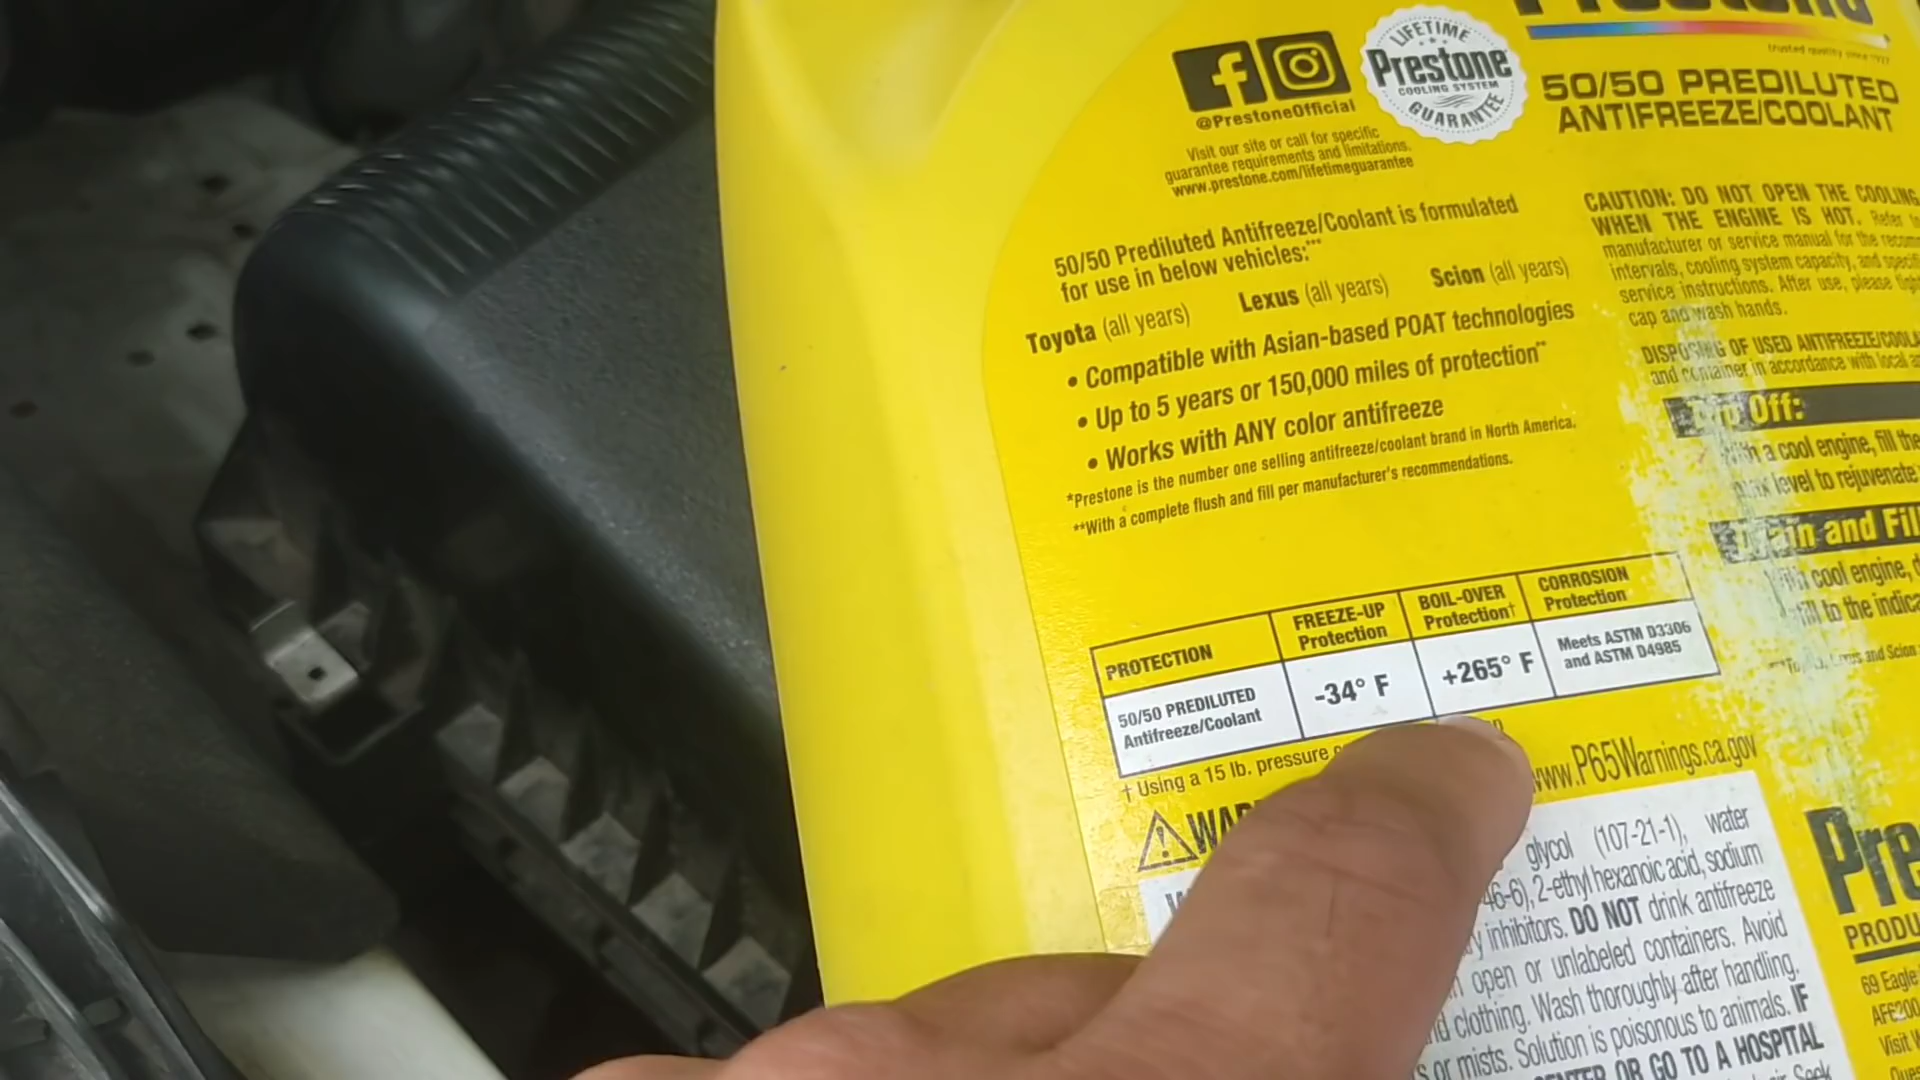 Prestone
trusted quality since 1927
50/50 PREDILUTED
ANTIFREEZE/COOLANT
@PrestoneOfficial
LIFETIME
Prestone
COOLING SYSTEM
GUARANTEE
Visit our site or call for specific
guarantee requirements and limitations.
www.prestone.com/lifetimeguarantee
50/50 Prediluted Antifreeze/Coolant is formulated
for use in below vehicles:***
Toyota (all years) Lexus (all years) Scion (all years)
• Compatible with Asian-based POAT technologies
• Up to 5 years or 150,000 miles of protection**
• Works with ANY color antifreeze
*Prestone is the number one selling antifreeze/coolant brand in North America.
**With a complete flush and fill per manufacturer's recommendations.
PROTECTION FREEZE-UP Protection BOIL-OVER Protection† CORROSION Protection
50/50 PREDILUTED Antifreeze/Coolant -34° F +265° F Meets ASTM D3306 and ASTM D4985
† Using a 15 lb. pressure
www.P65Warnings.ca.gov
glycol (107-21-1), water
2-ethyl hexanoic acid, sodium
inhibitors. DO NOT drink antifreeze
open or unlabeled containers. Avoid
clothing. Wash thoroughly after handling.
or mists. Solution is poisonous to animals. IF
OR GO TO A HOSPITAL
CAUTION: DO NOT OPEN THE COOLING
WHEN THE ENGINE IS HOT. Refer
manufacturer or service manual for the
intervals, cooling system capacity, and
service instructions. After use, please
cap and wash hands.
DISPOSING OF USED ANTIFREEZE/
and container in accordance with local
Off:
a cool engine, fill the
level to rejuvenate
and Fill
cool engine,
to the
and Scion
69 Eagle
Visit